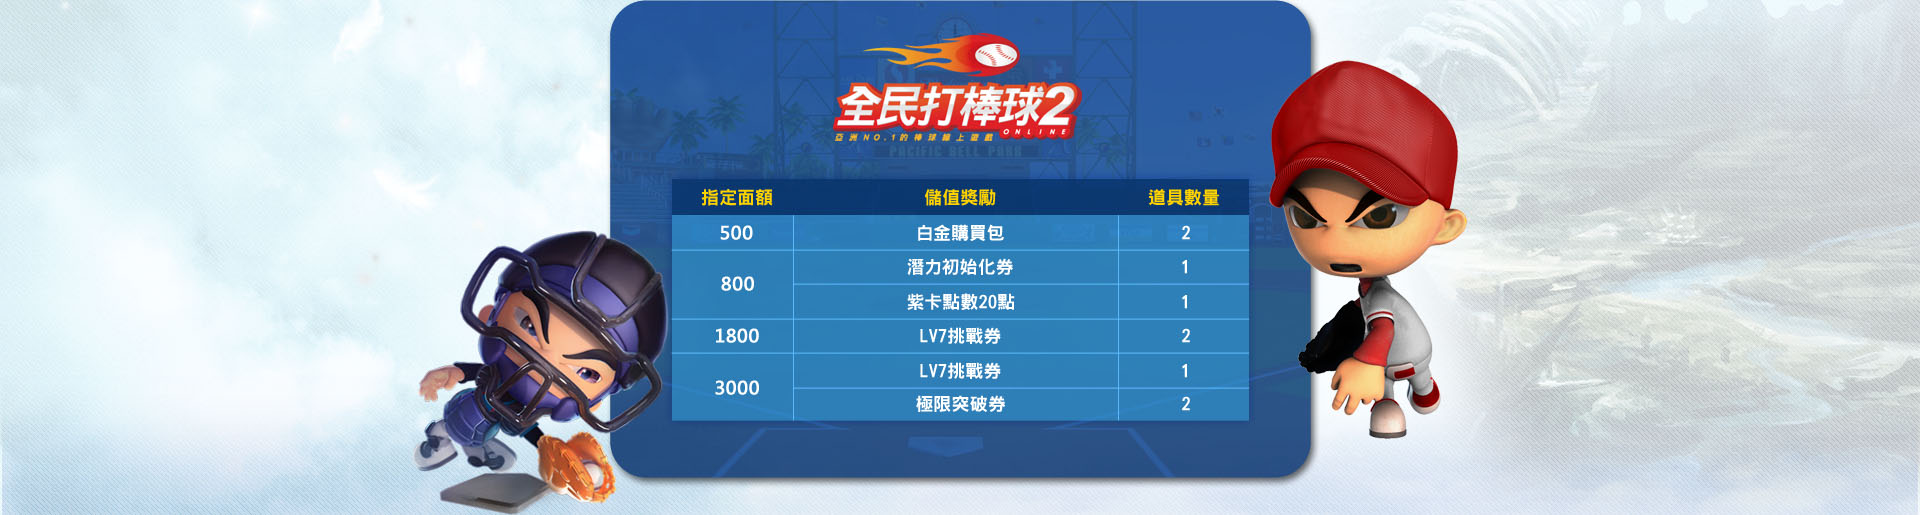 全民打棒球2
ONLINE
亞洲NO.1的棒球線上遊戲
PACIFIC BELL PARK
指定面額 儲值獎勵 道具數量
500 白金購買包 2
800 潛力初始化券 1
紫卡點數20點 1
1800 LV7挑戰券 2
3000 LV7挑戰券 1
極限突破券 2